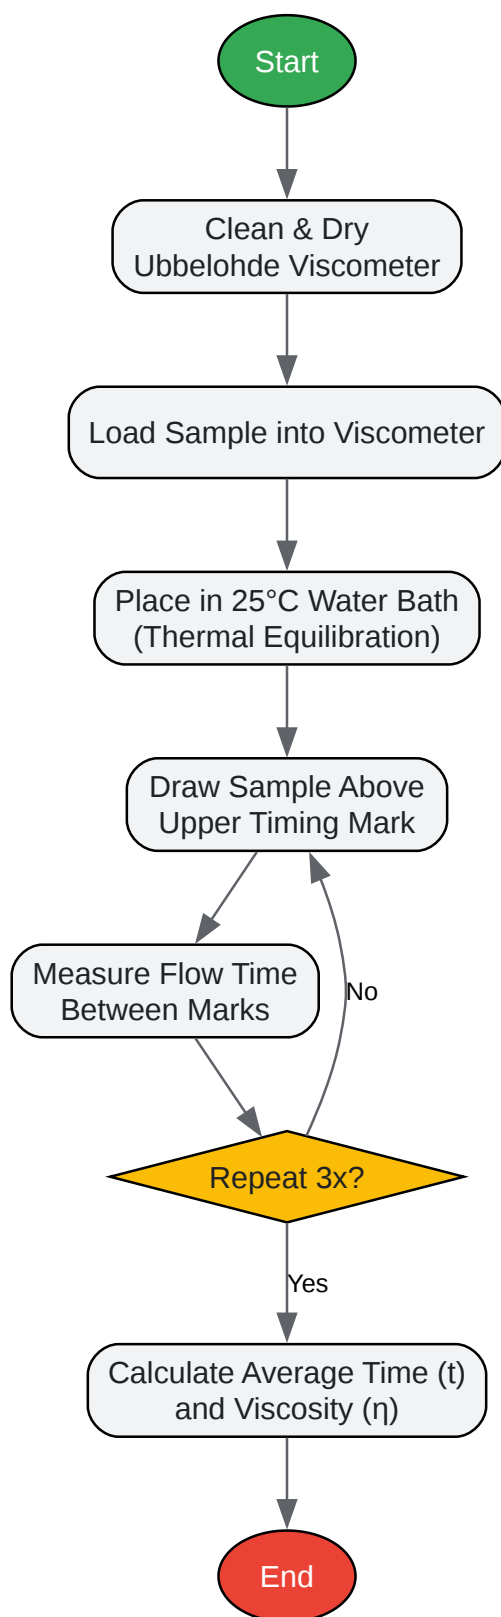 Start
Clean & Dry
Ubbelohde Viscometer
Load Sample into Viscometer
Place in 25°C Water Bath
(Thermal Equilibration)
Draw Sample Above
Upper Timing Mark
Measure Flow Time
Between Marks
No
Repeat 3x?
Yes
Calculate Average Time (t)
and Viscosity (η)
End